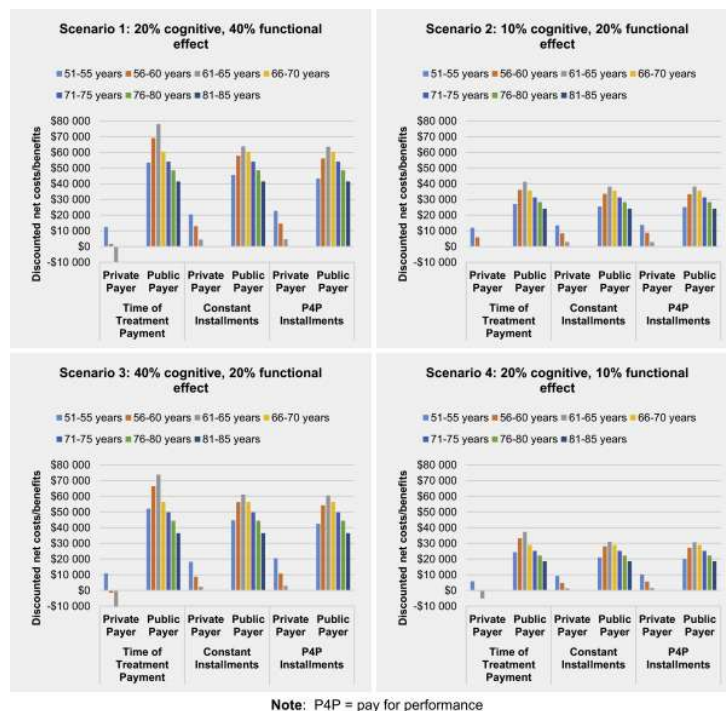 Scenario 1: 20% cognitive, 40% functional
effect
51-55 years 56-60 years 61-65 years 66-70 years
71-75 years 76-80 years 81-85 years
Discounted net costs/benefits
$80 000
$70 000
$60 000
$50 000
$40 000
$30 000
$20 000
$10 000
$0
-$10 000
Private Public Private Public Private Public
Payer Payer Payer Payer Payer Payer
Time of Constant P4P
Treatment Installments Installments
Payment
Scenario 2: 10% cognitive, 20% functional
effect
51-55 years 56-60 years 61-65 years 66-70 years
71-75 years 76-80 years 81-85 years
Discounted net costs/benefits
$80 000
$70 000
$60 000
$50 000
$40 000
$30 000
$20 000
$10 000
$0
-$10 000
Private Public Private Public Private Public
Payer Payer Payer Payer Payer Payer
Time of Constant P4P
Treatment Installments Installments
Payment
Scenario 3: 40% cognitive, 20% functional
effect
51-55 years 56-60 years 61-65 years 66-70 years
71-75 years 76-80 years 81-85 years
Discounted net costs/benefits
$80 000
$70 000
$60 000
$50 000
$40 000
$30 000
$20 000
$10 000
$0
-$10 000
Private Public Private Public Private Public
Payer Payer Payer Payer Payer Payer
Time of Constant P4P
Treatment Installments Installments
Payment
Scenario 4: 20% cognitive, 10% functional
effect
51-55 years 56-60 years 61-65 years 66-70 years
71-75 years 76-80 years 81-85 years
Discounted net costs/benefits
$80 000
$70 000
$60 000
$50 000
$40 000
$30 000
$20 000
$10 000
$0
-$10 000
Private Public Private Public Private Public
Payer Payer Payer Payer Payer Payer
Time of Constant P4P
Treatment Installments Installments
Payment
Note: P4P = pay for performance